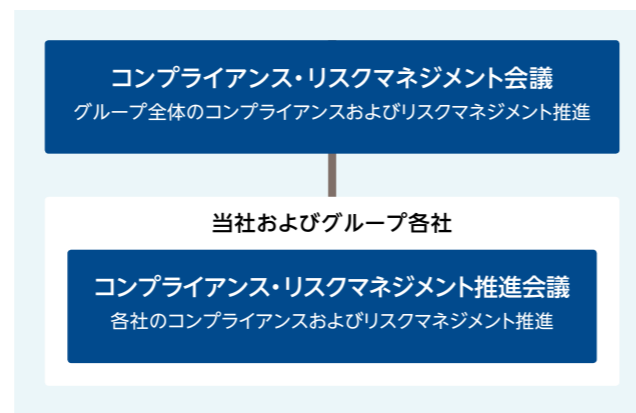 コンプライアンス・リスクマネジメント会議
グループ全体のコンプライアンスおよびリスクマネジメント推進
当社およびグループ各社
コンプライアンス・リスクマネジメント推進会議
各社のコンプライアンスおよびリスクマネジメント推進